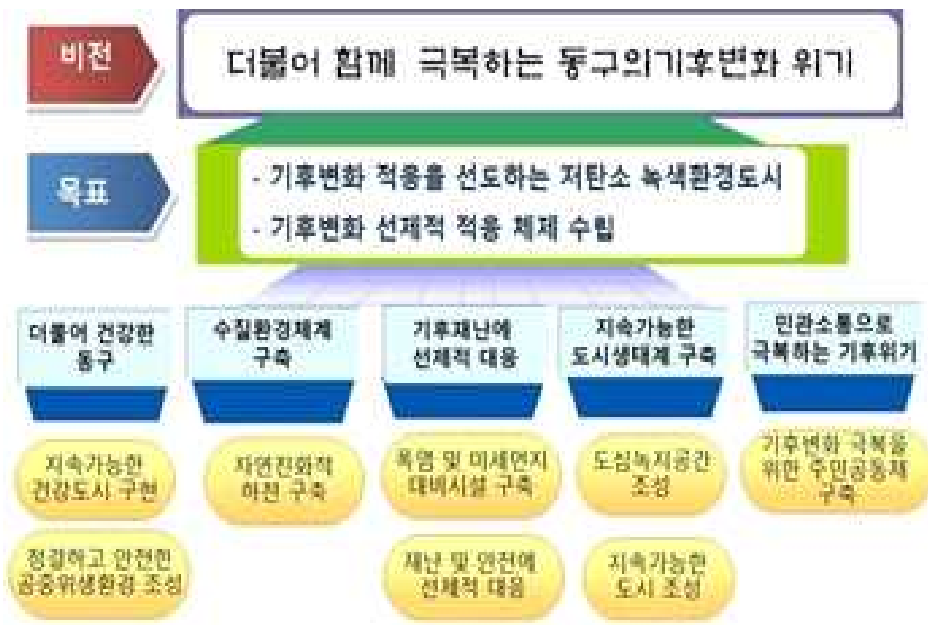 비전
더불어 함께 극복하는 동구의기후변화 위기
목표
- 기후변화 적응을 선도하는 저탄소 녹색환경도시
- 기후변화 선제적 적응 체제 수립
더불어 건강한
동구
수질환경체계
구축
기후재난에
선제적 대응
지속가능한
도시생태계 구축
민관소통으로
극복하는 기후위기
지속가능한
건강도시 구현
정결하고 안전한
공중위생환경 조성
자연친화적
하천 구축
폭염 및 미세먼지
대비시설 구축
재난 및 안전에
선제적 대응
도심녹지공간
조성
지속가능한
도시 조성
기후변화 극복을
위한 주민공동체
구축